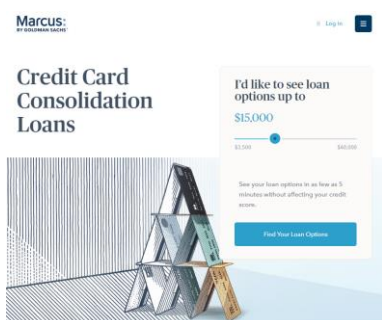 Marcus:
BY GOLDMAN SACHS
Log in
Credit Card
Consolidation
Loans
I'd like to see loan
options up to
$15,000
$3,500
See your loan options in as few as 5
minutes without affecting your credit
score.
Find Your Loan Options